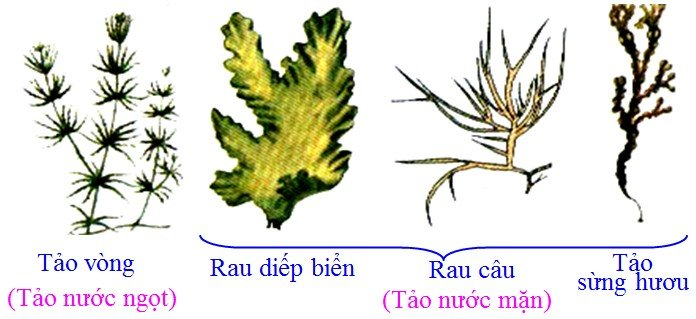 Tảo vòng
(Tảo nước ngọt)
Rau diếp biển
Rau câu
Tảo
sừng hươu
(Tảo nước mặn)